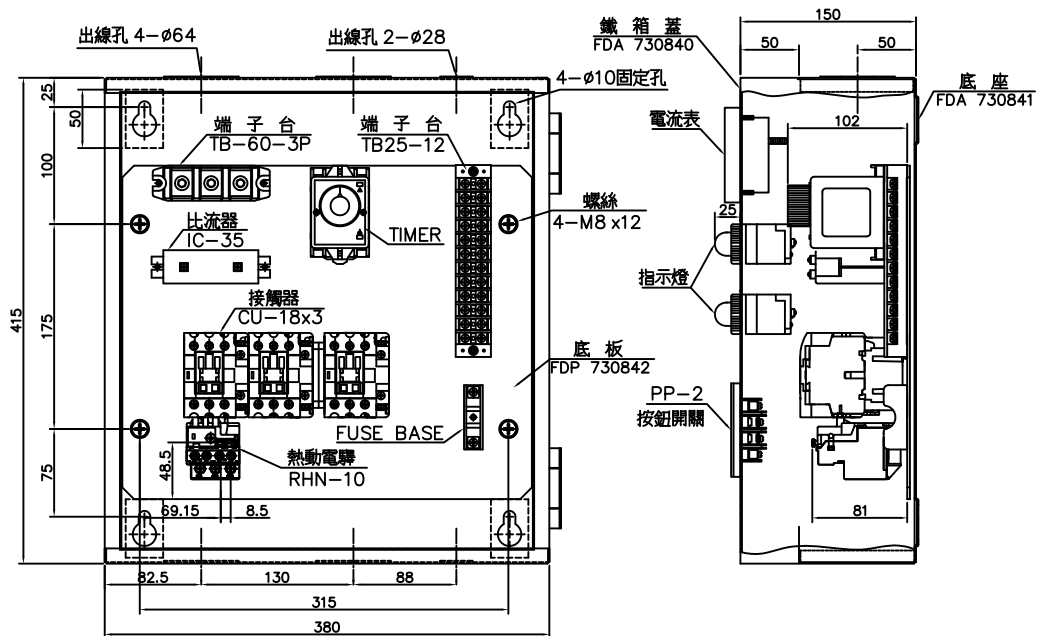 出線孔 4-ø64
出線孔 2-ø28
4-ø10固定孔
25
50
100
415
175
75
端 子 台
TB-60-3P
端 子 台
TB25-12
比流器
IC-35
TIMER
螺絲
4-M8 x12
接觸器
CU-18x3
底 板
FDP 730842
FUSE BASE
熱動電驛
RHN-10
48.5
69.15
8.5
82.5
130
88
315
380
150
50
50
鐵 箱 蓋
FDA 730840
底 座
FDA 730841
電流表
102
25
指示燈
PP-2
按鈕開關
81